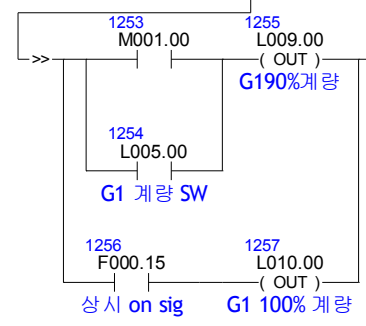 1253 1255
M001.00 L009.00
>> ( OUT )
G190%계량
1254
L005.00
G1 계량 SW
1256 1257
F000.15 L010.00
( OUT )
상시 on sig G1 100% 계량